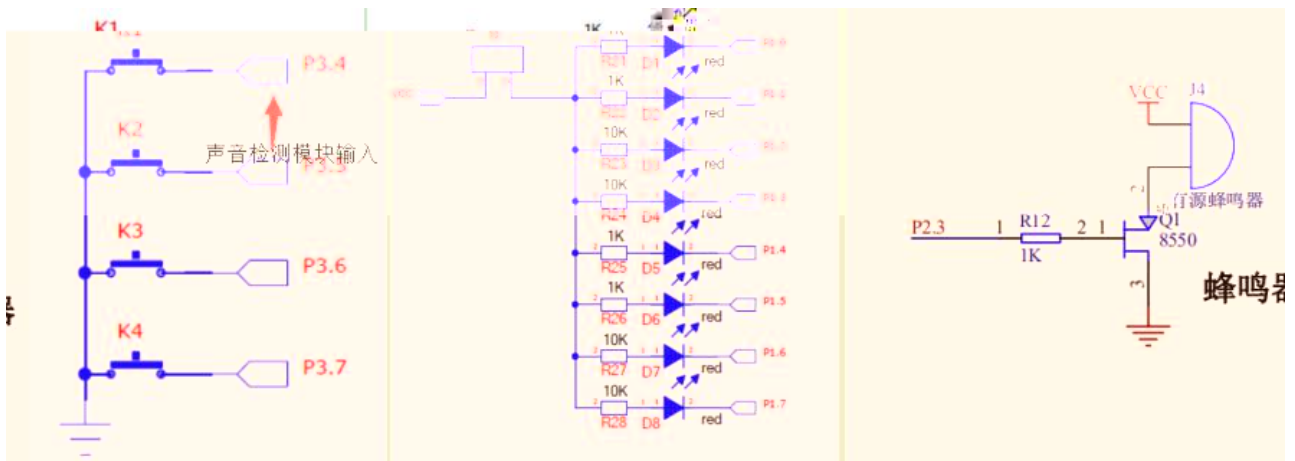 K1
P3.4
K2
声音检测模块输入
P3.5
K3
P3.6
K4
P3.7
1K
R21 D1 red
1K
D2 red
10K
R23 D3 red
10K
R24 D4 red
1K
R25 D5 red P1.4
1K
R26 D6 red P1.5
10K
R27 D7 red P1.6
10K
R28 D8 red P1.7
VCC J4
2
有源蜂鸣器
P2.3 1 R12 2 1 Q1
1K 8550
3
蜂鸣器